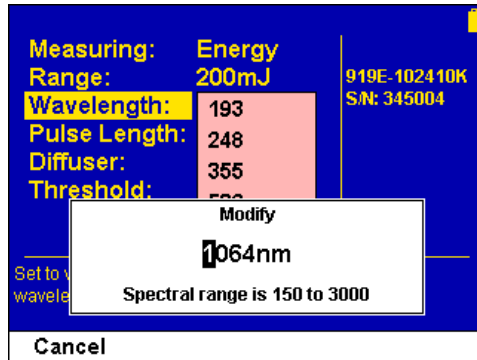 Measuring: Energy
Range: 200mJ
919E-102410K
Wavelength: 193
S/N: 345004
Pulse Length: 248
Diffuser: 355
Threshold:
Modify
1064nm
Set to
wavele
Spectral range is 150 to 3000
Cancel